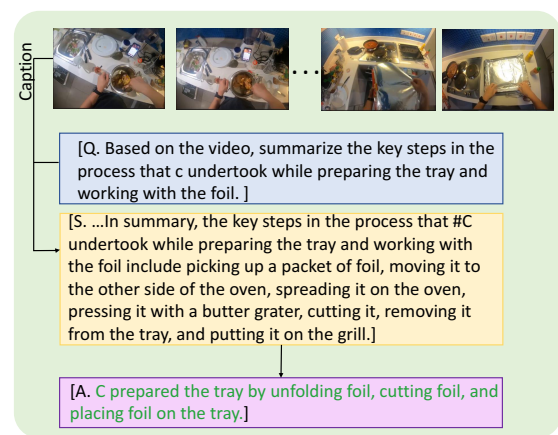 Caption
...
[Q. Based on the video, summarize the key steps in the
process that c undertook while preparing the tray and
working with the foil. ]
[S. ...In summary, the key steps in the process that #C
undertook while preparing the tray and working with
the foil include picking up a packet of foil, moving it to
the other side of the oven, spreading it on the oven,
pressing it with a butter grater, cutting it, removing it
from the tray, and putting it on the grill.]
[A. C prepared the tray by unfolding foil, cutting foil, and
placing foil on the tray.]